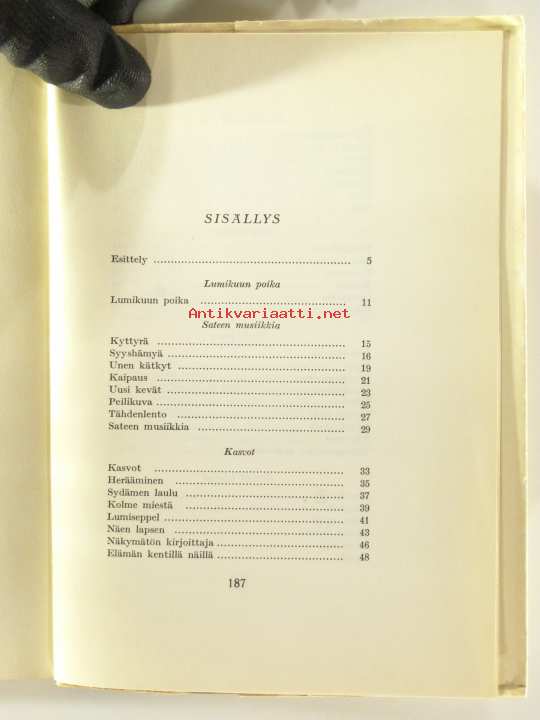 SISÄLLYS
Esittely ........................................................... 5
Lumikuun poika
Lumikuun poika ........................................... 11
Antikvariaatti.net
Sateen musiikkia
Kyttyrä ........................................................ 15
Syyshämyä ..................................................... 16
Unen kätkyt .................................................. 19
Kaipaus ........................................................ 21
Uusi kevät ..................................................... 23
Peilikuva ....................................................... 25
Tähdenlento .................................................. 27
Sateen musiikkia ............................................ 29
Kasvot
Kasvot ......................................................... 33
Herääminen .................................................. 35
Sydämen laulu ................................................ 37
Kolme miestä ................................................ 39
Lumiseppel ...................................................... 41
Näen lapsen .................................................. 43
Näkymätön kirjoittaja ...................................... 46
Elämän kentillä näillä ...................................... 48
187